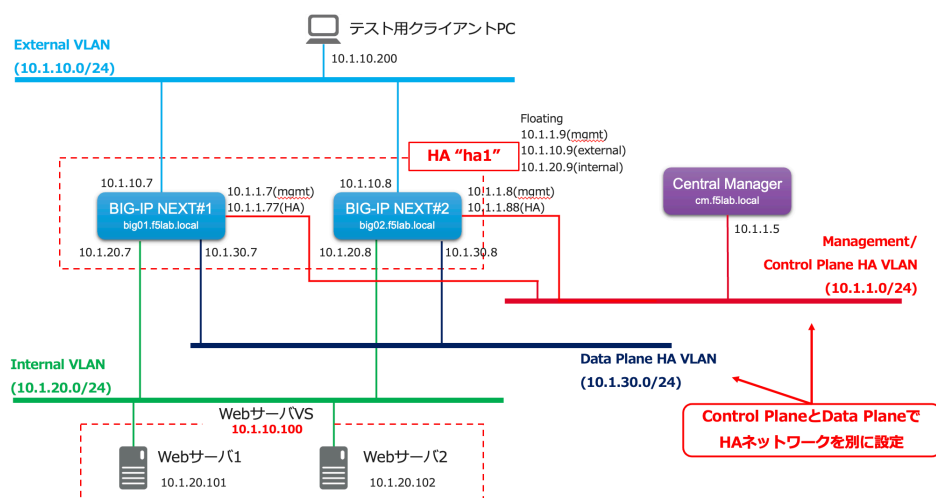 テスト用クライアントPC
External VLAN
(10.1.10.0/24)
10.1.10.200
Floating
10.1.1.9(mgmt)
10.1.10.9(external)
10.1.20.9(internal)
HA “ha1”
10.1.10.7
10.1.1.7(mgmt)
10.1.1.77(HA)
10.1.10.8
10.1.1.8(mgmt)
10.1.1.88(HA)
BIG-IP NEXT#1
big01.f5lab.local
BIG-IP NEXT#2
big02.f5lab.local
Central Manager
cm.f5lab.local
10.1.20.7
10.1.30.7
10.1.20.8
10.1.30.8
10.1.1.5
Management/
Control Plane HA VLAN
(10.1.1.0/24)
Internal VLAN
(10.1.20.0/24)
Data Plane HA VLAN
(10.1.30.0/24)
WebサーバVS
10.1.10.100
Control PlaneとData Planeで
HAネットワークを別に設定
Webサーバ1
10.1.20.101
Webサーバ2
10.1.20.102